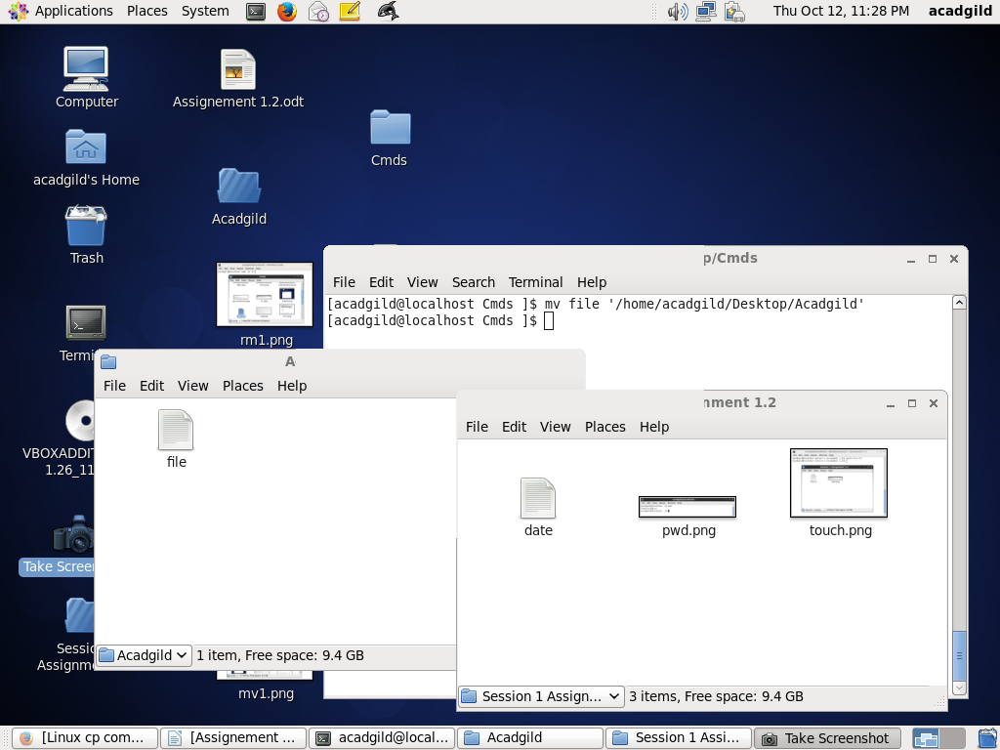 Applications Places System Thu Oct 12, 11:28 PM acadgild
Computer
Assignement 1.2.odt
Cmds
acadgild's Home
Acadgild
Trash
rm1.png
p/Cmds
File Edit View Search Terminal Help
[acadgild@localhost Cmds ]$ mv file '/home/acadgild/Desktop/Acadgild'
[acadgild@localhost Cmds ]$
Termi
A
File Edit View Places Help
file
VBOXADDIT
1.26_11
Take Screen
Sessio
Assignm
Acadgild 1 item, Free space: 9.4 GB
mv1.png
nment 1.2
File Edit View Places Help
date
pwd.png
touch.png
Session 1 Assign... 3 items, Free space: 9.4 GB
[Linux cp com... [Assignement ... acadgild@local... Acadgild Session 1 Assi... Take Screenshot